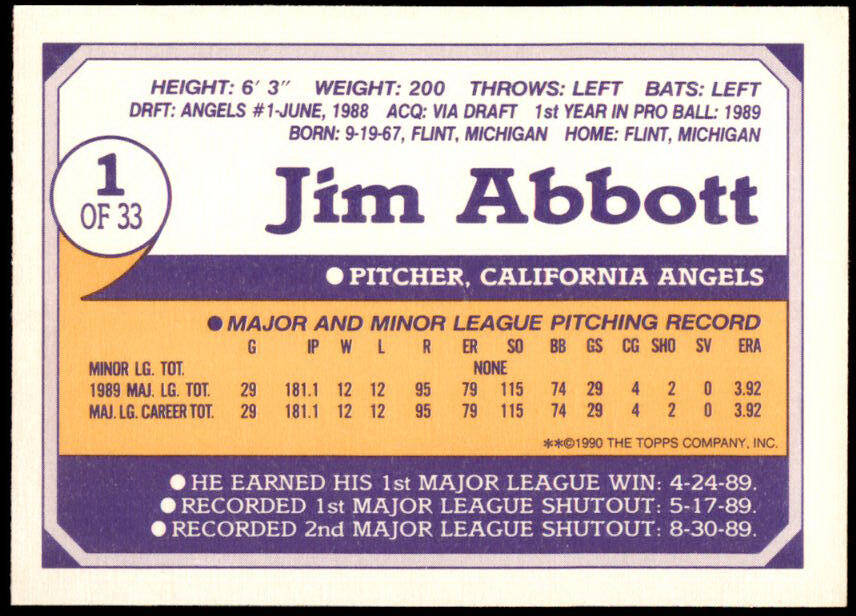 HEIGHT: 6' 3" WEIGHT: 200 THROWS: LEFT BATS: LEFT
DRFT: ANGELS #1-JUNE, 1988 ACQ: VIA DRAFT 1st YEAR IN PRO BALL: 1989
BORN: 9-19-67, FLINT, MICHIGAN HOME: FLINT, MICHIGAN
1
OF 33
Jim Abbott
●PITCHER, CALIFORNIA ANGELS
●MAJOR AND MINOR LEAGUE PITCHING RECORD
G IP W L R ER SO BB GS CG SHO SV ERA
MINOR LG. TOT. NONE
1989 MAJ. LG. TOT. 29 181.1 12 12 95 79 115 74 29 4 2 0 3.92
MAJ. LG. CAREER TOT. 29 181.1 12 12 95 79 115 74 29 4 2 0 3.92
**©1990 THE TOPPS COMPANY, INC.
●HE EARNED HIS 1st MAJOR LEAGUE WIN: 4-24-89.
●RECORDED 1st MAJOR LEAGUE SHUTOUT: 5-17-89.
●RECORDED 2nd MAJOR LEAGUE SHUTOUT: 8-30-89.